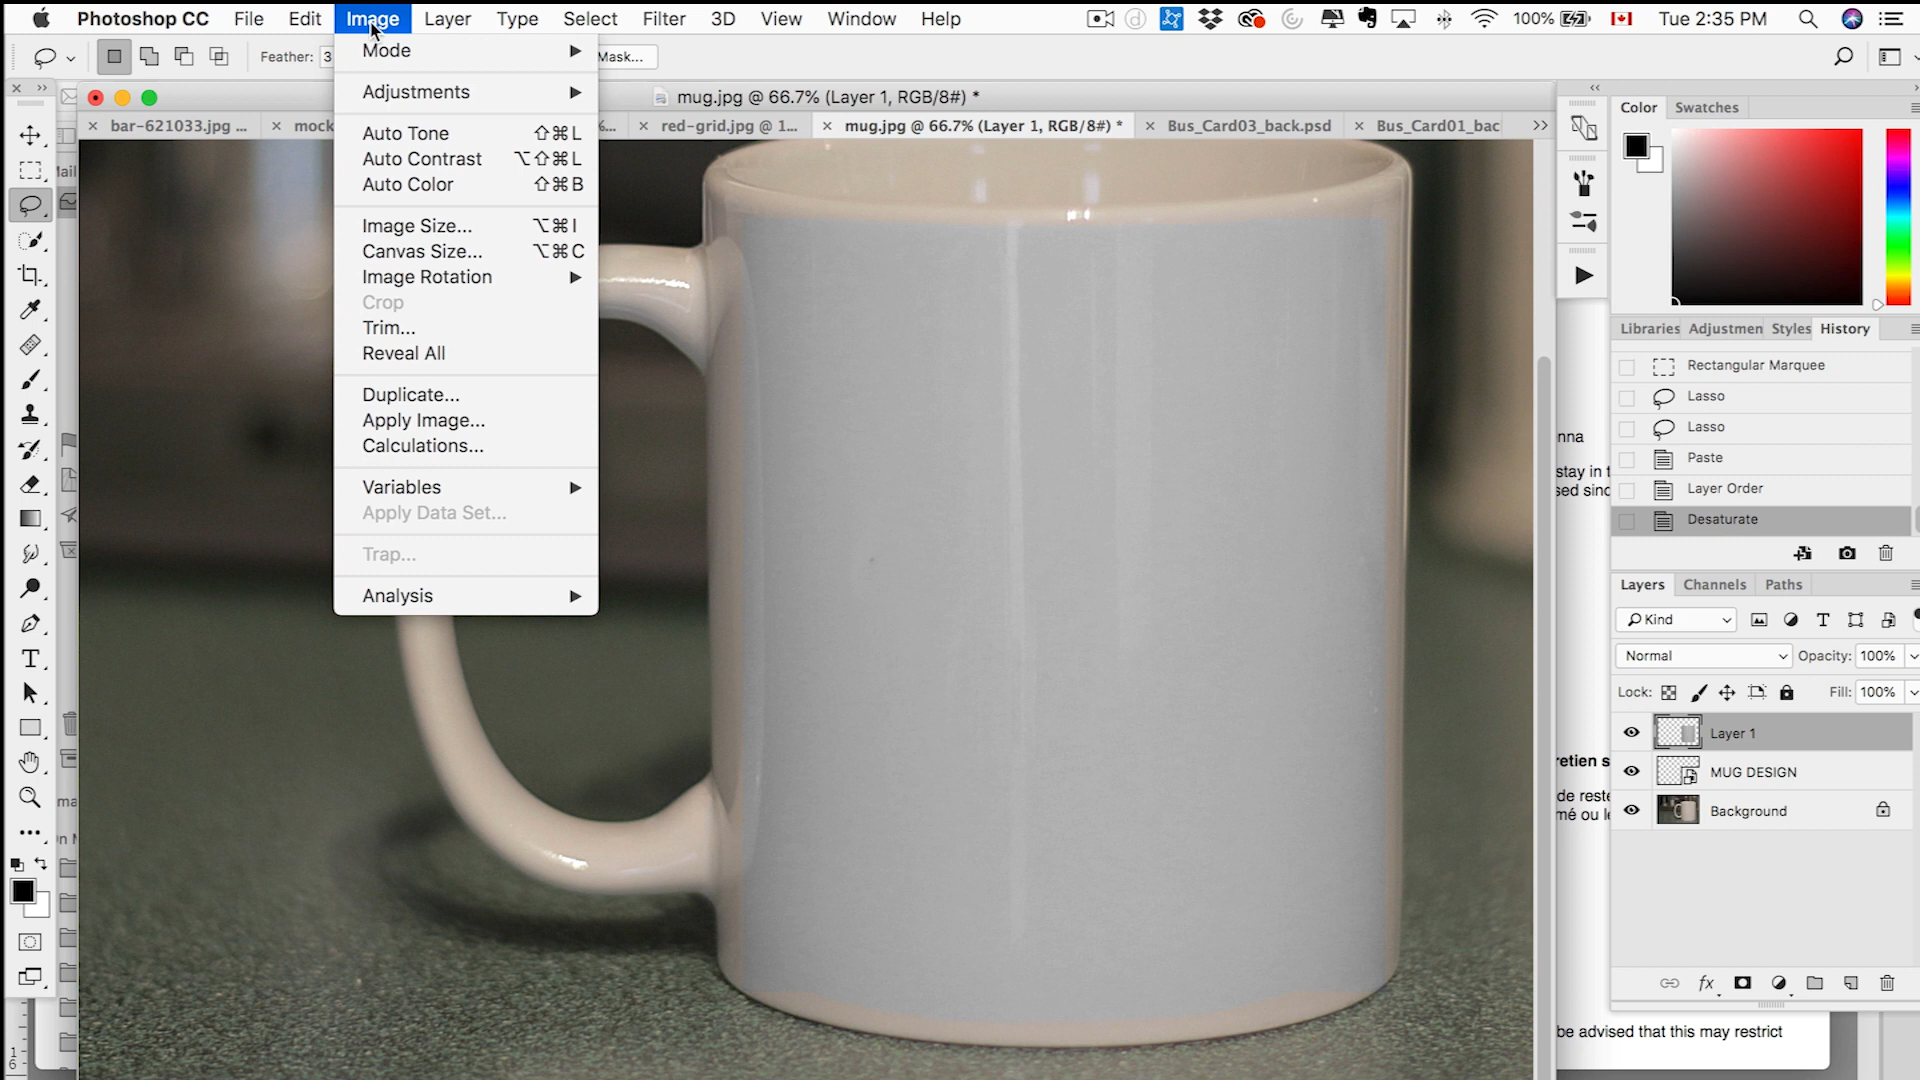 Photoshop CC File Edit Image Layer Type Select Filter 3D View Window Help 100% Tue 2:35 PM
Feather: 3 Mask...
mug.jpg @ 66.7% (Layer 1, RGB/8#) *
bar-621033.jpg ... mock %... red-grid.jpg @ 1... mug.jpg @ 66.7% (Layer 1, RGB/8#) * Bus_Card03_back.psd Bus_Card01_bac
Mode
Adjustments
Auto Tone ⇧⌘L
Auto Contrast ⌥⇧⌘L
Auto Color ⇧⌘B
Image Size... ⌥⌘I
Canvas Size... ⌥⌘C
Image Rotation
Crop
Trim...
Reveal All
Duplicate...
Apply Image...
Calculations...
Variables
Apply Data Set...
Trap...
Analysis
Color Swatches
Libraries Adjustmen Styles History
Rectangular Marquee
Lasso
Lasso
Paste
Layer Order
Desaturate
Layers Channels Paths
Kind
Normal Opacity: 100%
Lock: Fill: 100%
Layer 1
MUG DESIGN
Background
nna
stay in t
sed sinc
retien s
de reste
mé ou le
be advised that this may restrict
ail
ma
n M
1
6